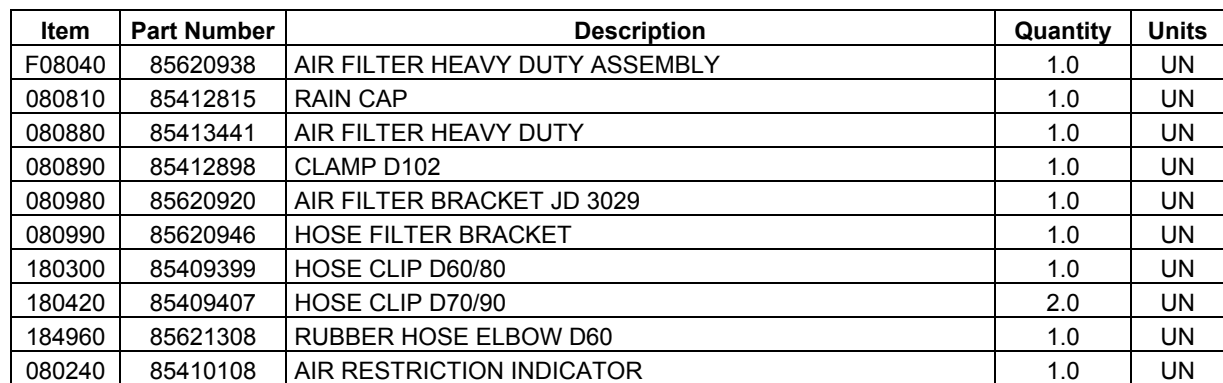 Item Part Number Description Quantity Units
F08040 85620938 AIR FILTER HEAVY DUTY ASSEMBLY 1.0 UN
080810 85412815 RAIN CAP 1.0 UN
080880 85413441 AIR FILTER HEAVY DUTY 1.0 UN
080890 85412898 CLAMP D102 1.0 UN
080980 85620920 AIR FILTER BRACKET JD 3029 1.0 UN
080990 85620946 HOSE FILTER BRACKET 1.0 UN
180300 85409399 HOSE CLIP D60/80 1.0 UN
180420 85409407 HOSE CLIP D70/90 2.0 UN
184960 85621308 RUBBER HOSE ELBOW D60 1.0 UN
080240 85410108 AIR RESTRICTION INDICATOR 1.0 UN